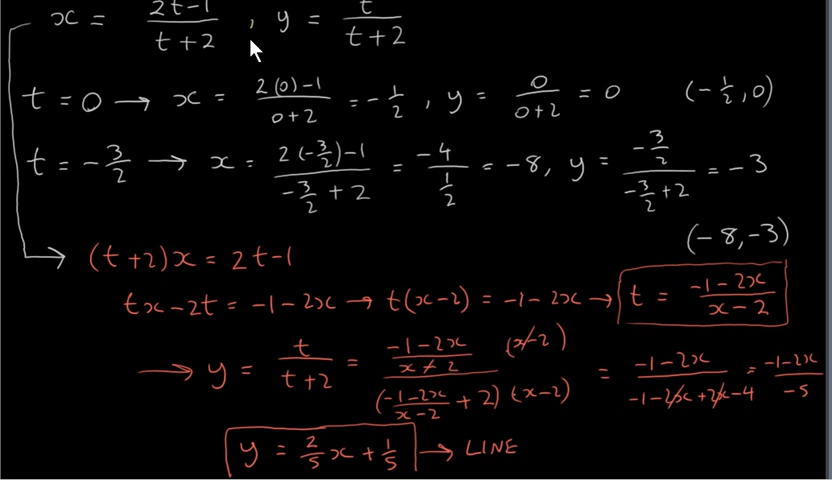 x = (2t-1)/(t+2) , y = t/(t+2)
t = 0 → x = (2(0)-1)/(0+2) = -1/2 , y = 0/(0+2) = 0 (-1/2, 0)
t = -3/2 → x = (2(-3/2)-1)/(-3/2+2) = -4/(1/2) = -8, y = (-3/2)/(-3/2+2) = -3
(-8, -3)
(t+2)x = 2t-1
tx-2t = -1-2x → t(x-2) = -1-2x → t = (-1-2x)/(x-2)
→ y = t/(t+2) = ((-1-2x)/(x-2) (x-2))/(((-1-2x)/(x-2) + 2)(x-2)) = (-1-2x)/(-1-2x+2x-4) = (-1-2x)/(-5)
y = 2/5 x + 1/5 → LINE